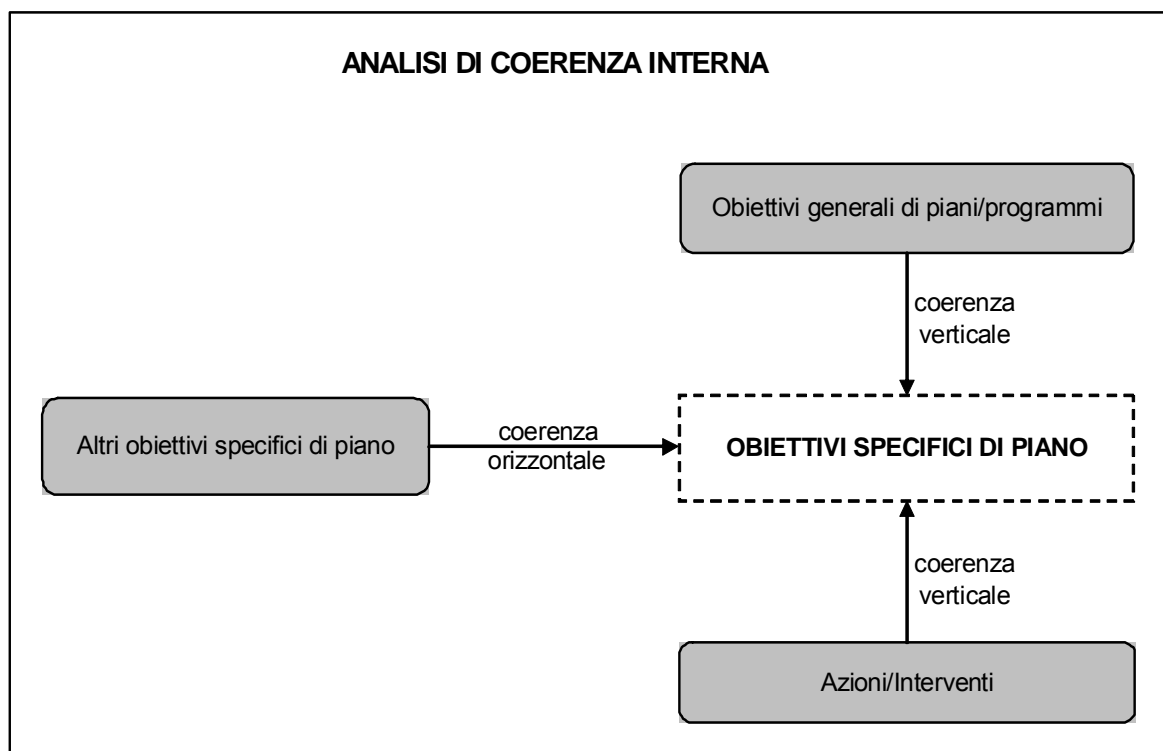 ANALISI DI COERENZA INTERNA
Obiettivi generali di piani/programmi
coerenza
verticale
Altri obiettivi specifici di piano
coerenza
orizzontale
OBIETTIVI SPECIFICI DI PIANO
coerenza
verticale
Azioni/Interventi